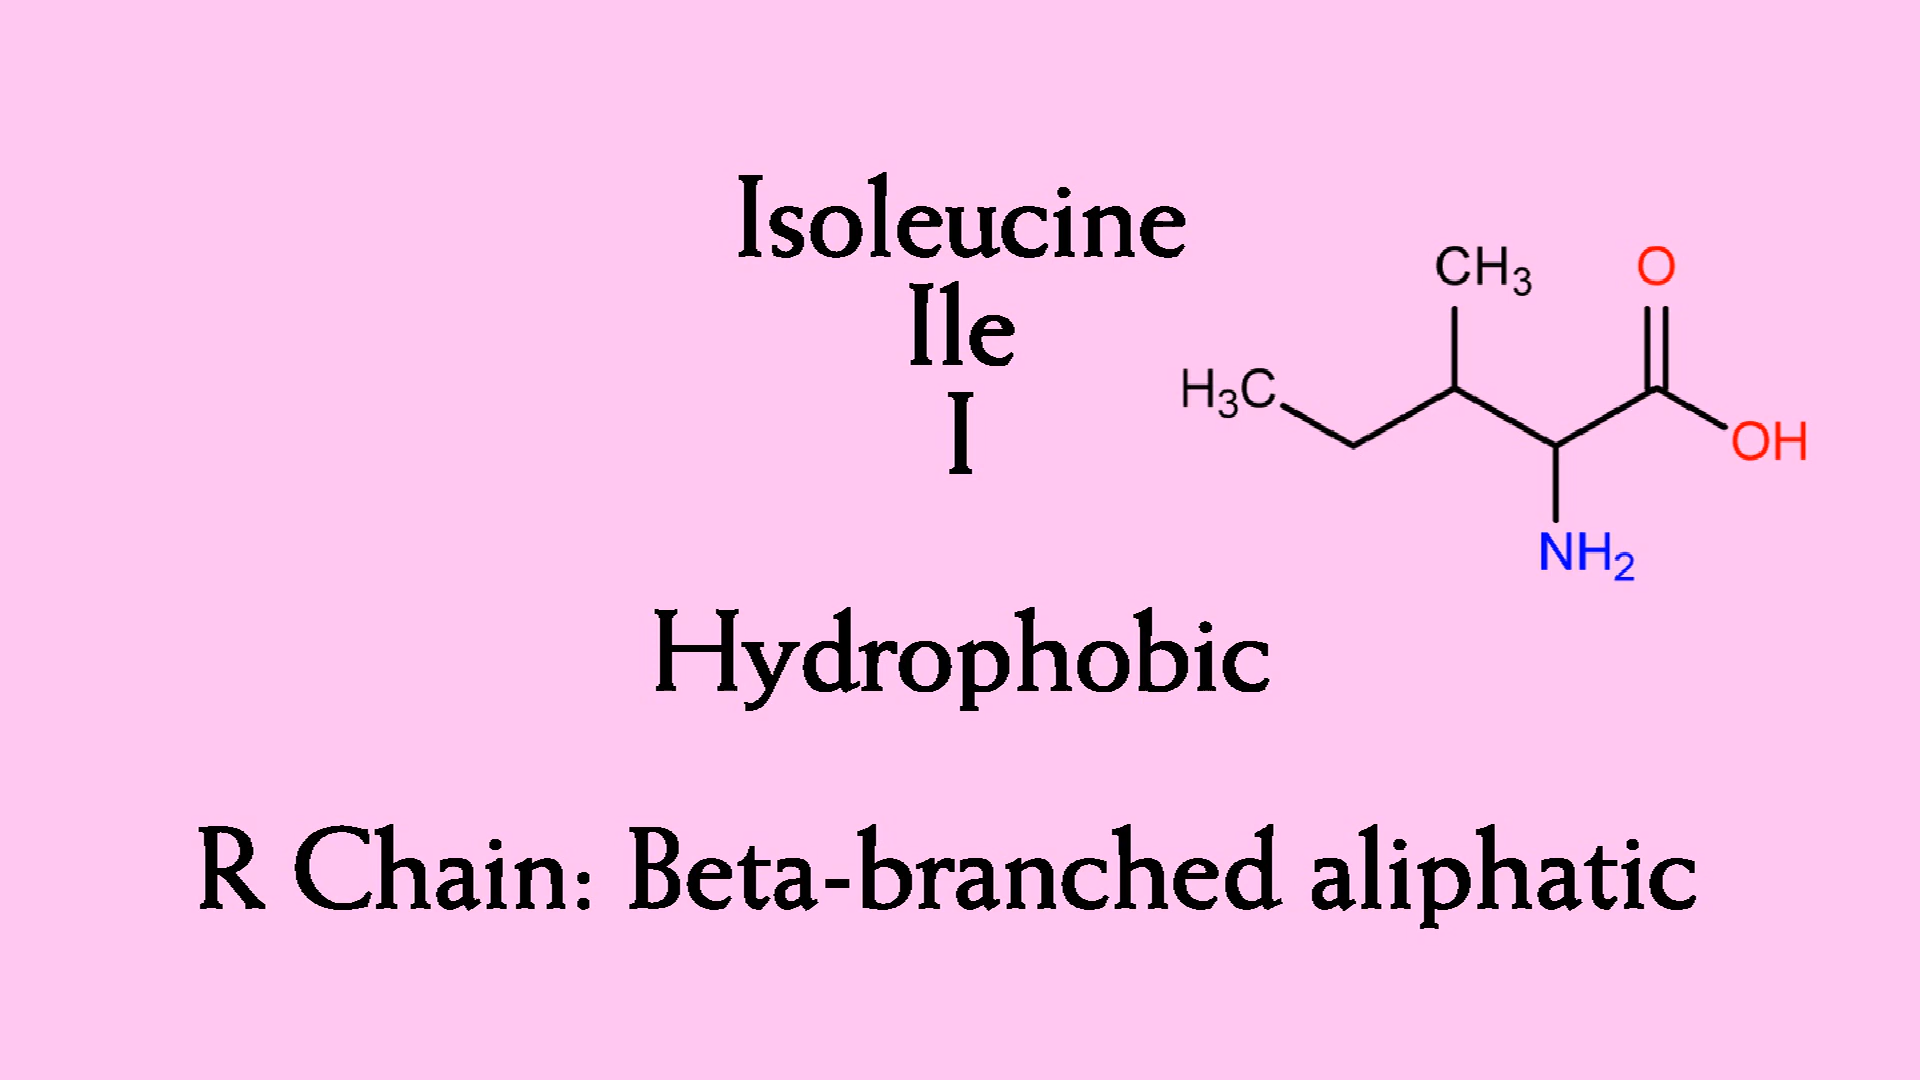 Isoleucine
Ile
I
CH₃
O
H₃C
OH
NH₂
Hydrophobic
R Chain: Beta-branched aliphatic